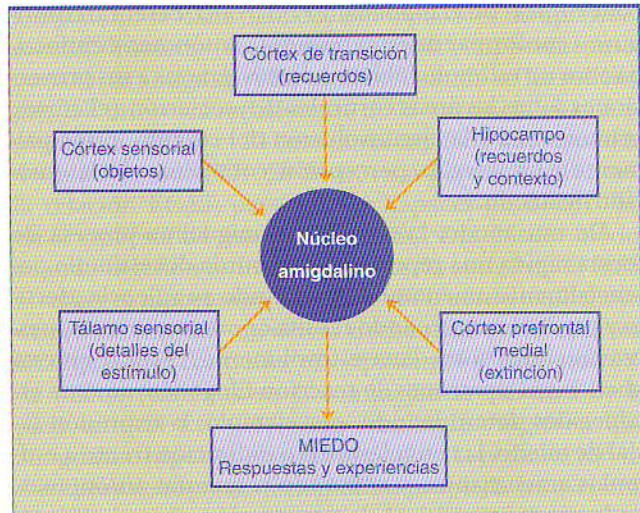 Córtex de transición
(recuerdos)
Córtex sensorial
(objetos)
Hipocampo
(recuerdos
y contexto)
Núcleo
amigdalino
Tálamo sensorial
(detalles del
estímulo)
Córtex prefrontal
medial
(extinción)
MIEDO
Respuestas y experiencias